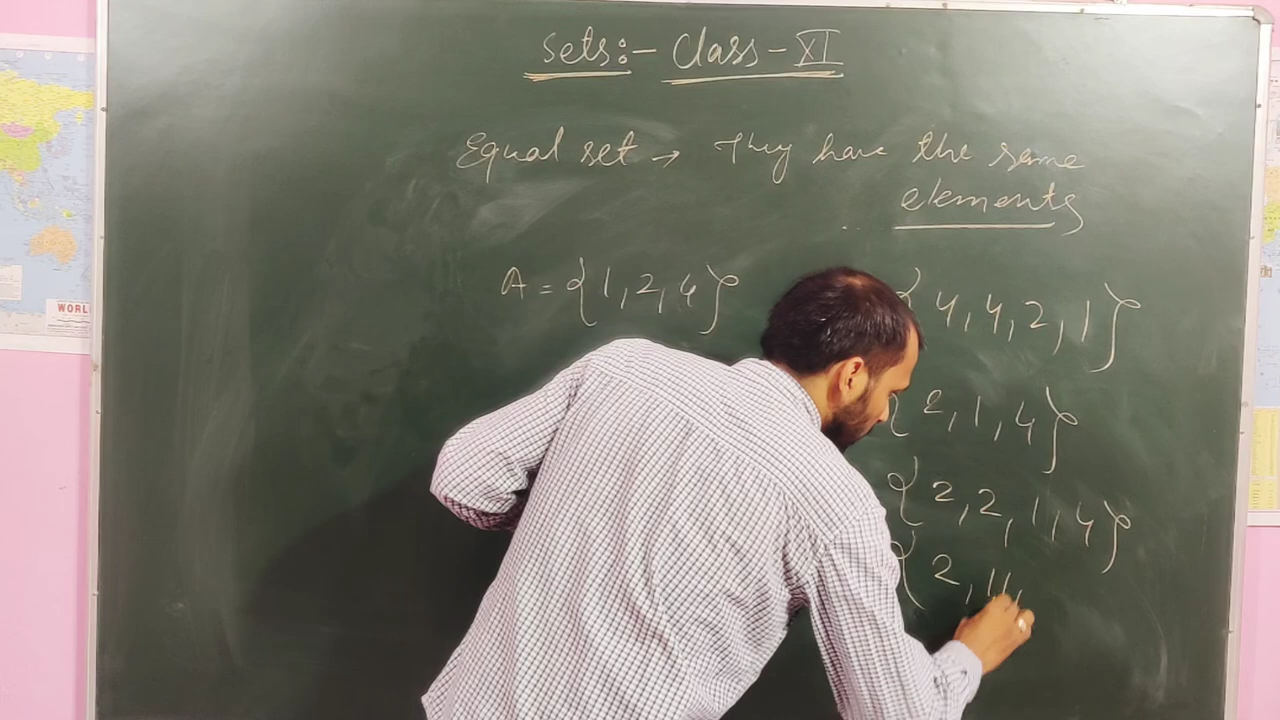 Sets:- Class-XI
Equal set → They have the same
elements
A = {1, 2, 4}
{4, 4, 2, 1}
{2, 1, 4}
{2, 2, 1, 4}
{2, 1,
WORL